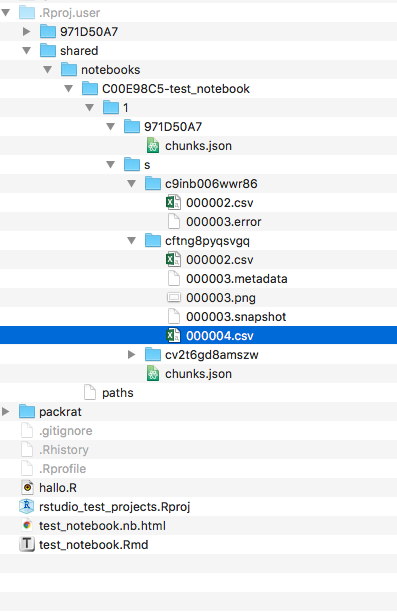 .Rproj.user
971D50A7
shared
notebooks
C00E98C5-test_notebook
1
971D50A7
chunks.json
s
c9inb006wwr86
000002.csv
000003.error
cftng8pyqsvgq
000002.csv
000003.metadata
000003.png
000003.snapshot
000004.csv
cv2t6gd8amszw
chunks.json
paths
packrat
.gitignore
.Rhistory
.Rprofile
hallo.R
rstudio_test_projects.Rproj
test_notebook.nb.html
test_notebook.Rmd